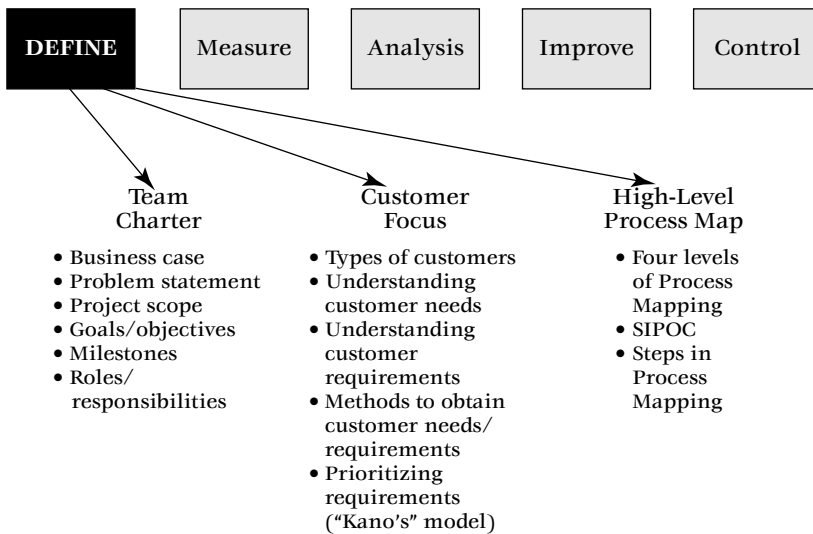 DEFINE
Measure
Analysis
Improve
Control
Team
Charter
• Business case
• Problem statement
• Project scope
• Goals/objectives
• Milestones
• Roles/
responsibilities
Customer
Focus
• Types of customers
• Understanding
customer needs
• Understanding
customer
requirements
• Methods to obtain
customer needs/
requirements
• Prioritizing
requirements
(“Kano’s” model)
High-Level
Process Map
• Four levels
of Process
Mapping
• SIPOC
• Steps in
Process
Mapping